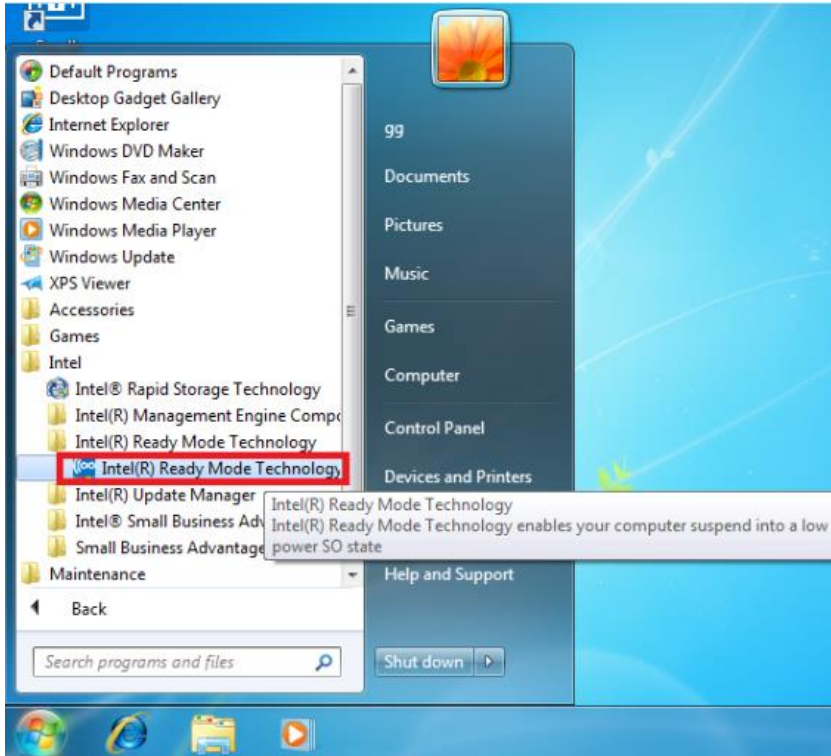 Default Programs
Desktop Gadget Gallery
Internet Explorer
Windows DVD Maker
Windows Fax and Scan
Windows Media Center
Windows Media Player
Windows Update
XPS Viewer
Accessories
Games
Intel
Intel® Rapid Storage Technology
Intel(R) Management Engine Compo
Intel(R) Ready Mode Technology
Intel(R) Ready Mode Technology
Intel(R) Update Manager
Intel® Small Business Adv
Small Business Advantage
Maintenance
Back
Search programs and files
gg
Documents
Pictures
Music
Games
Computer
Control Panel
Devices and Printers
Intel(R) Ready Mode Technology
Intel(R) Ready Mode Technology enables your computer suspend into a low
power SO state
Help and Support
Shut down